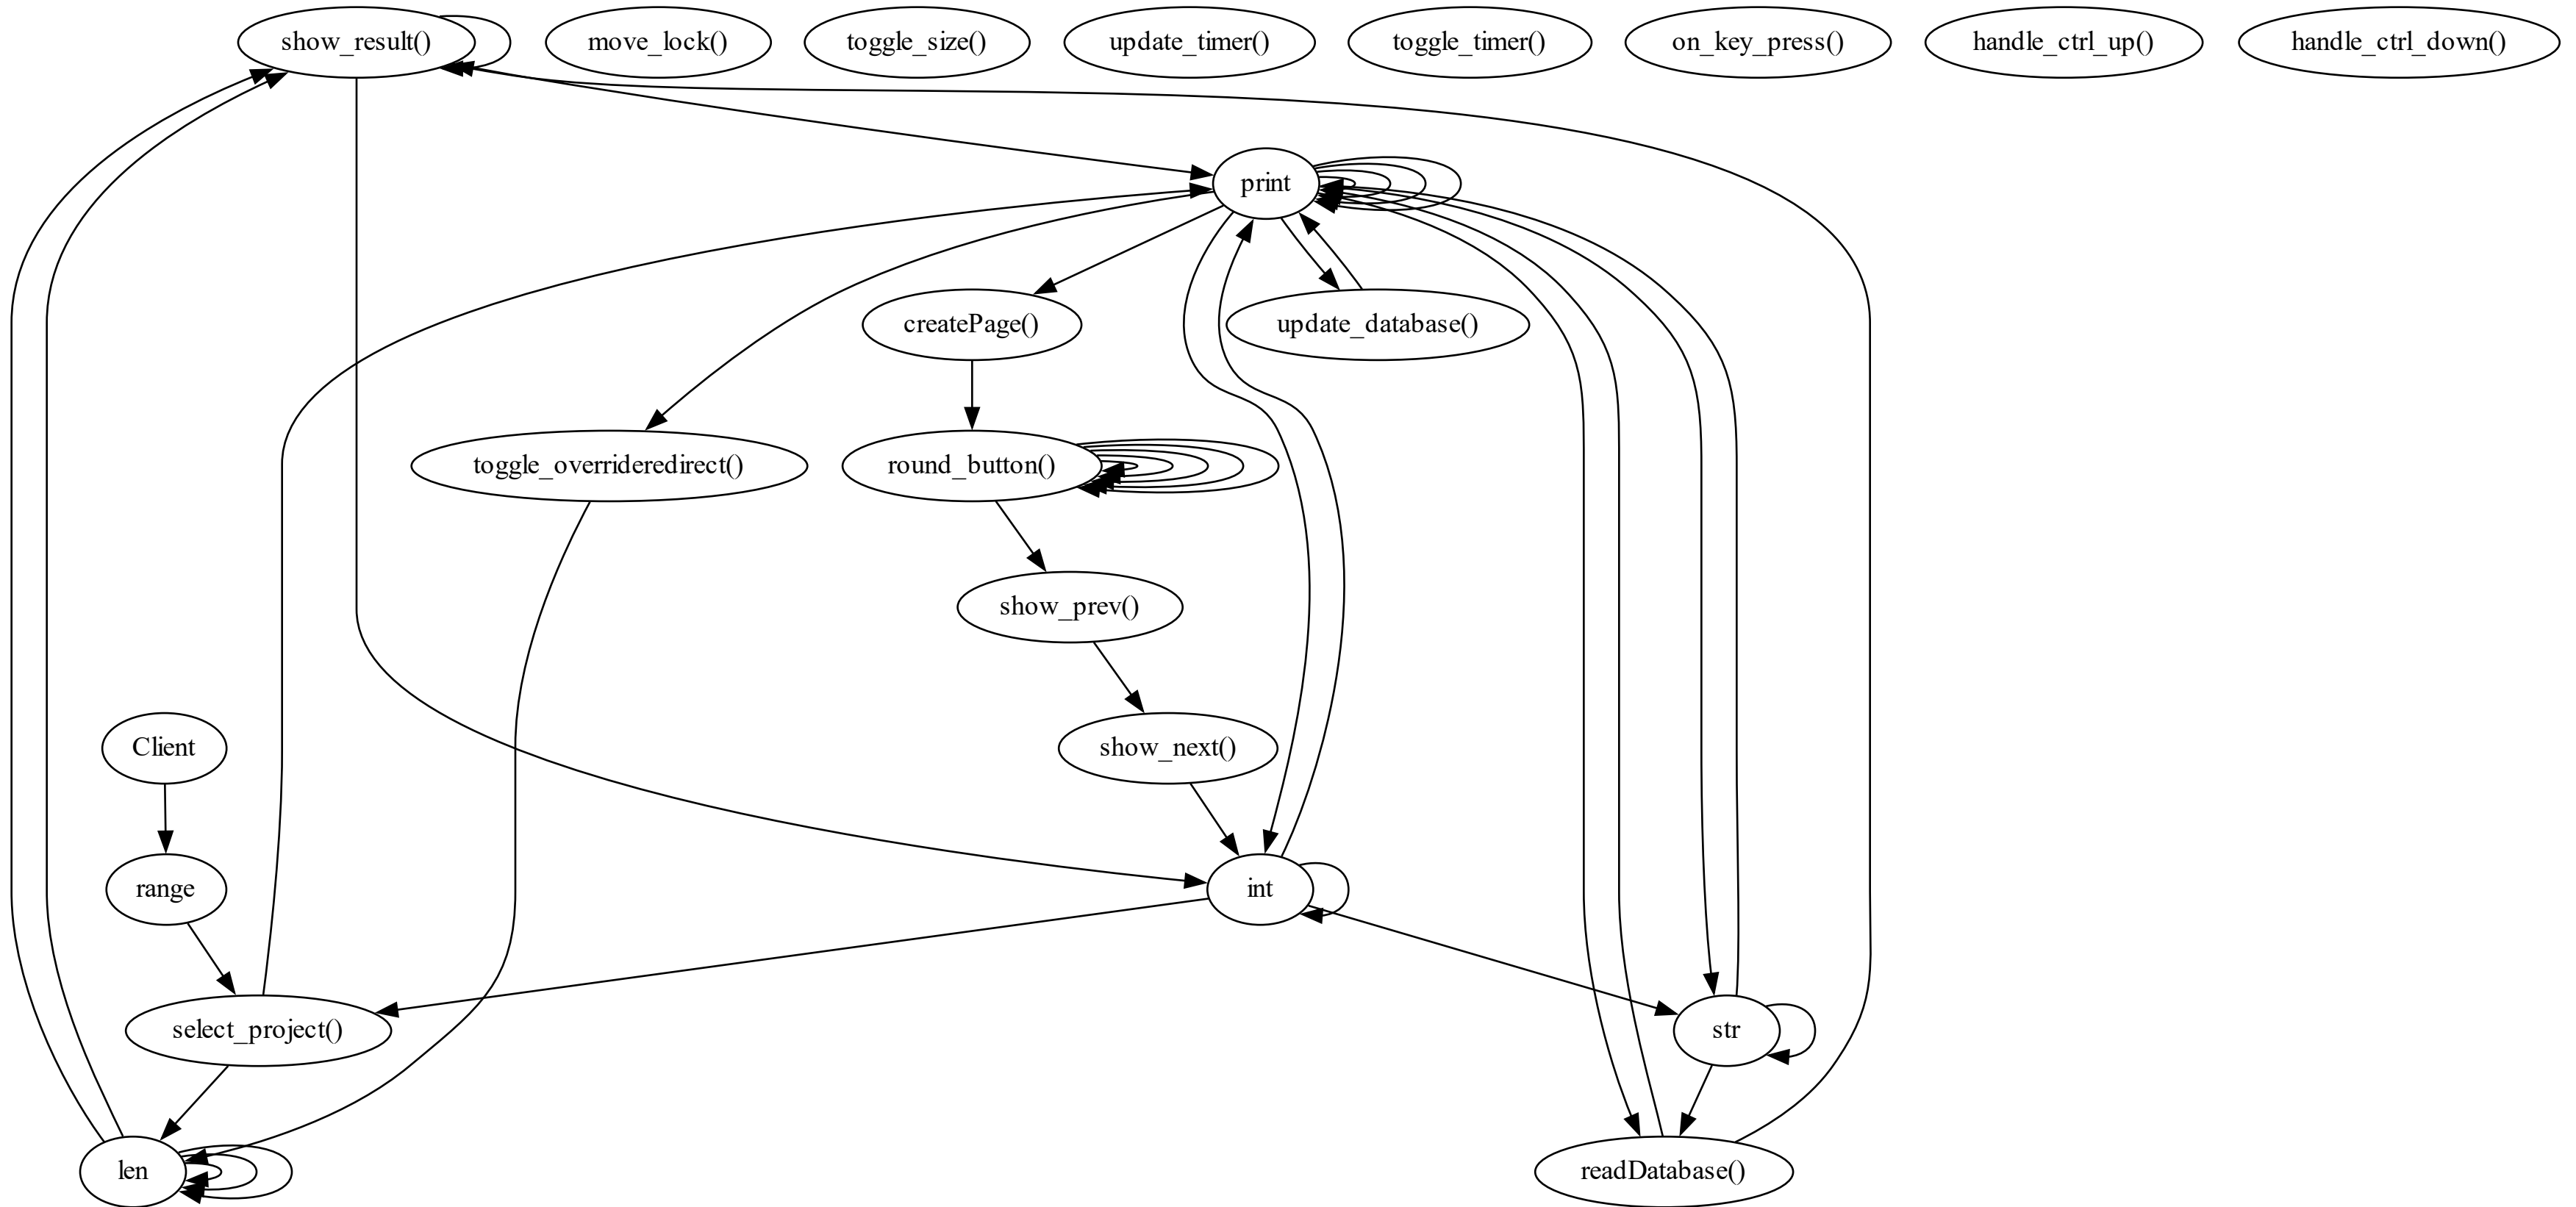 show_result()
move_lock()
toggle_size()
update_timer()
toggle_timer()
on_key_press()
handle_ctrl_up()
handle_ctrl_down()
print
createPage()
update_database()
toggle_overrideredirect()
round_button()
show_prev()
Client
show_next()
range
int
select_project()
str
len
readDatabase()